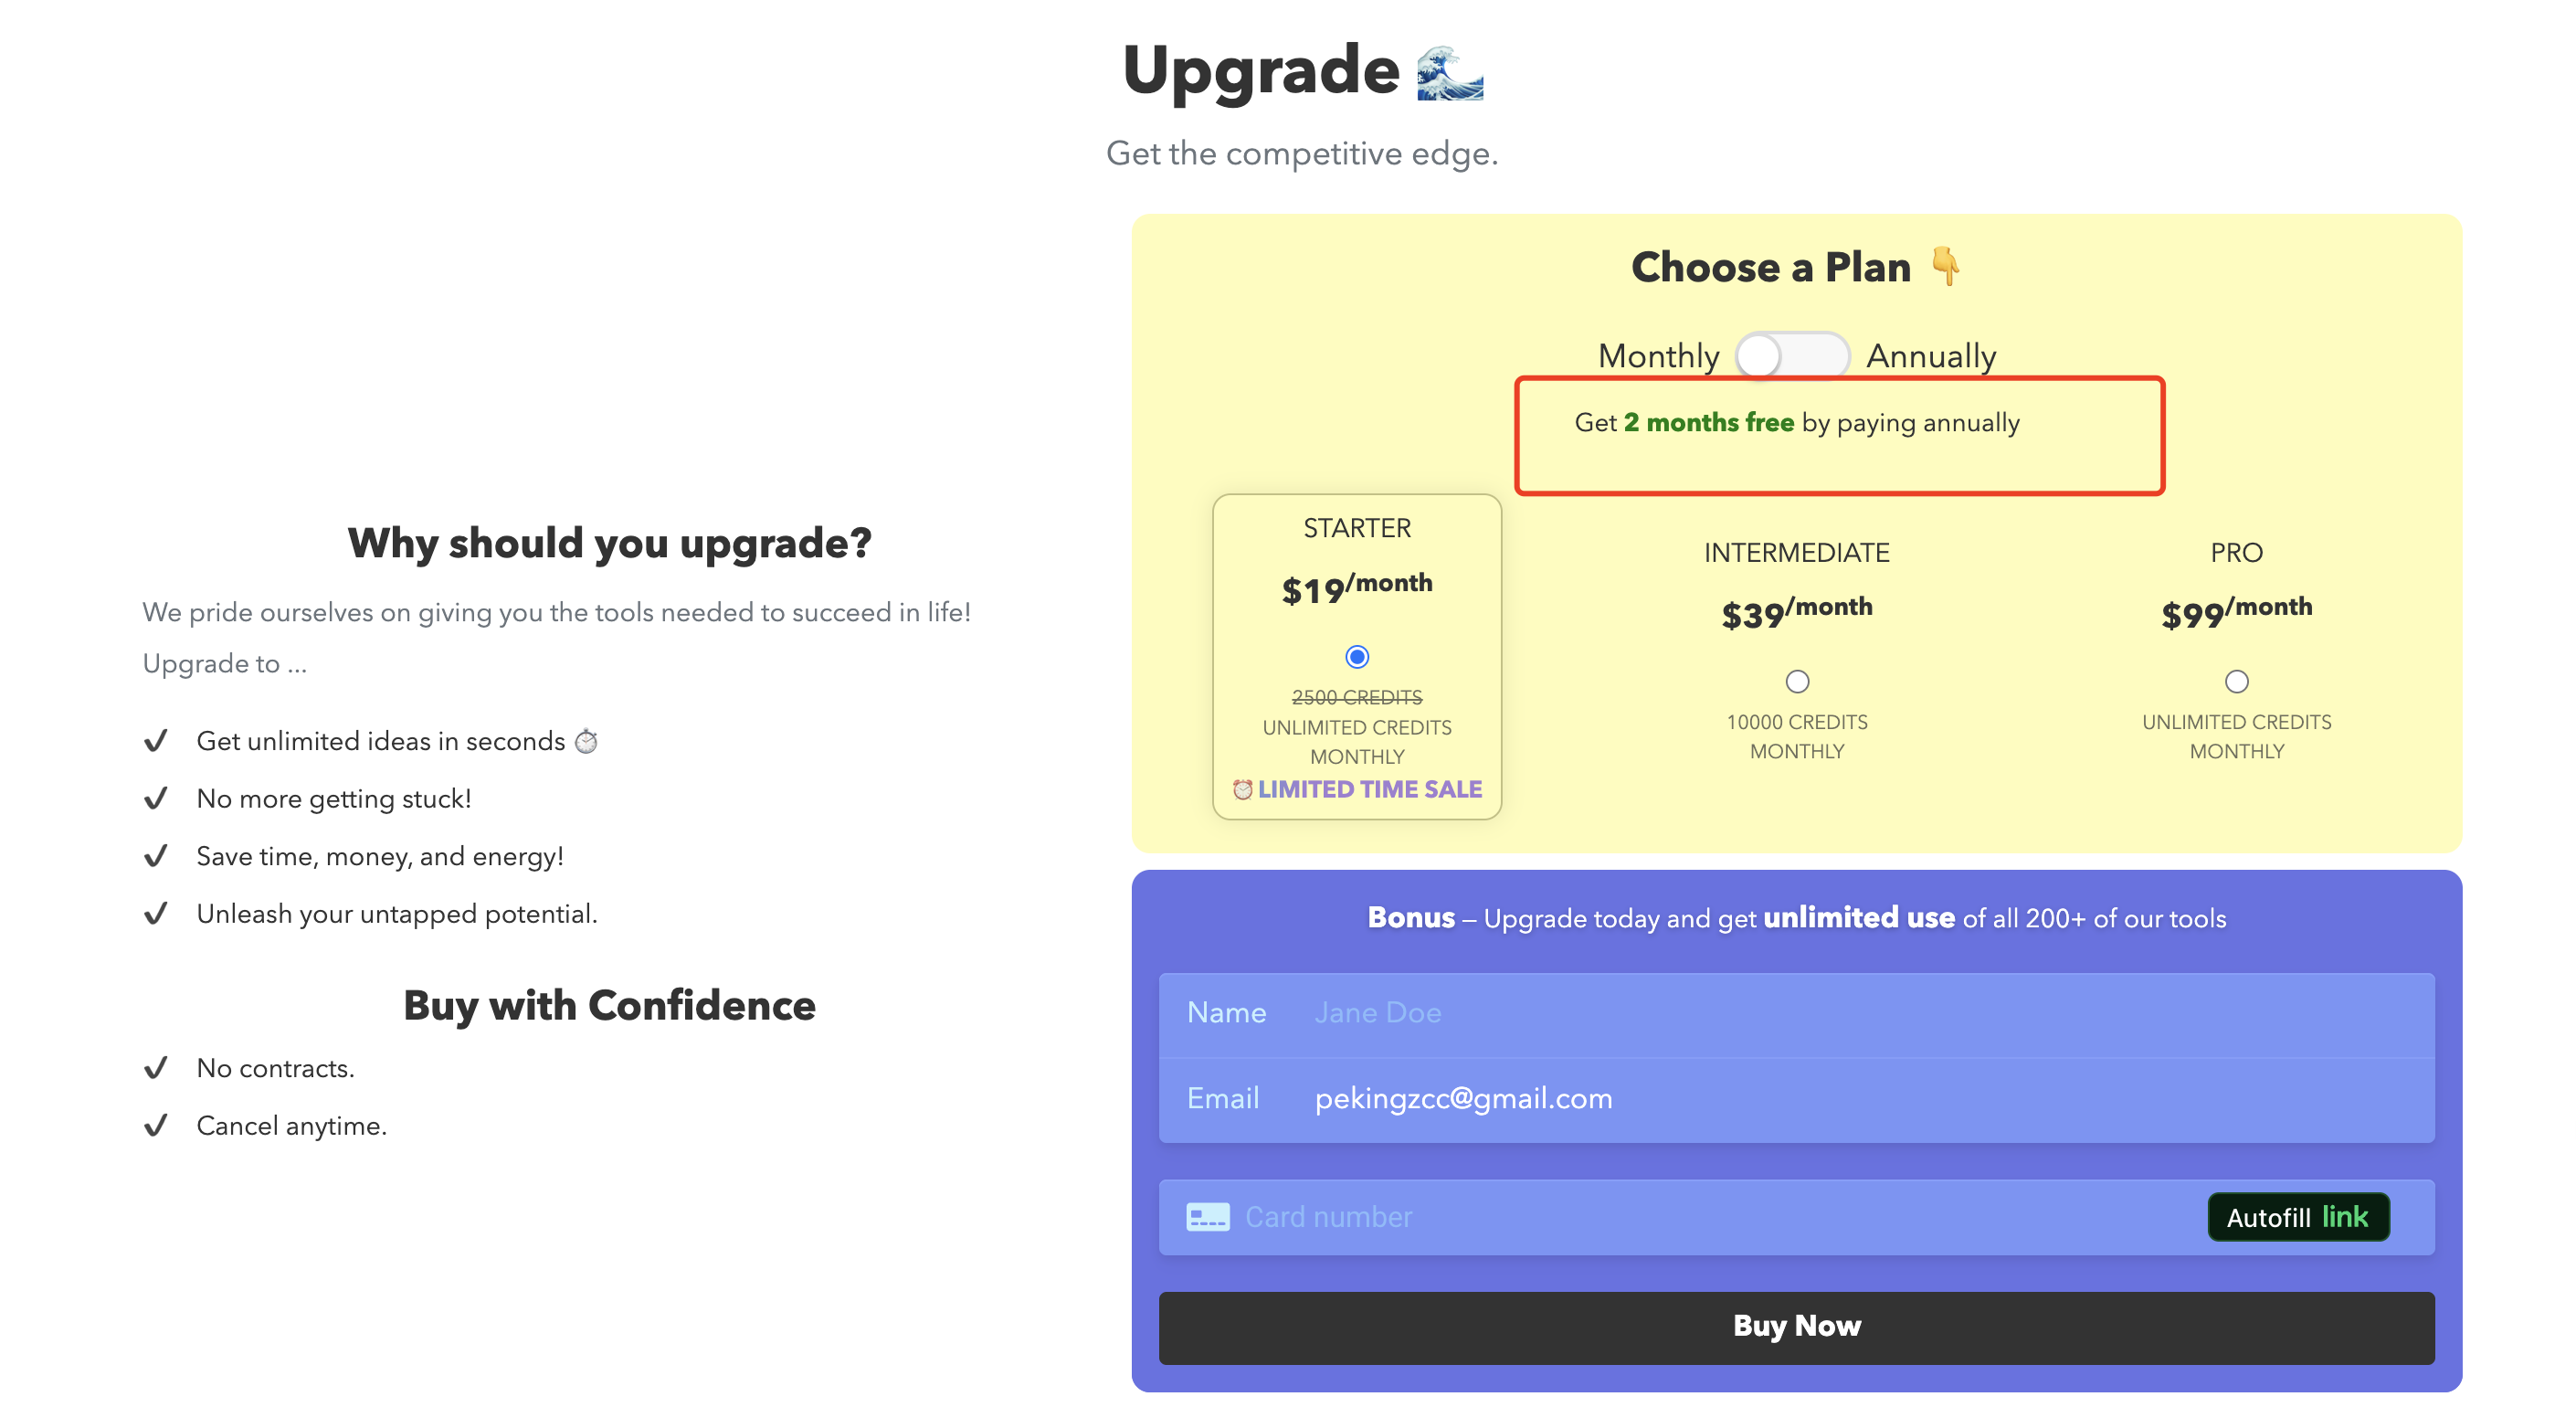 Upgrade 🌊
Get the competitive edge.
Why should you upgrade?
We pride ourselves on giving you the tools needed to succeed in life!
Upgrade to ...
✔ Get unlimited ideas in seconds ⏱
✔ No more getting stuck!
✔ Save time, money, and energy!
✔ Unleash your untapped potential.
Buy with Confidence
✔ No contracts.
✔ Cancel anytime.
Choose a Plan 👇
Monthly Annually
Get 2 months free by paying annually
STARTER
$19/month
2500 CREDITS
UNLIMITED CREDITS
MONTHLY
⏰LIMITED TIME SALE
INTERMEDIATE
$39/month
10000 CREDITS
MONTHLY
PRO
$99/month
UNLIMITED CREDITS
MONTHLY
Bonus – Upgrade today and get unlimited use of all 200+ of our tools
Name Jane Doe
Email pekingzcc@gmail.com
Card number Autofill link
Buy Now